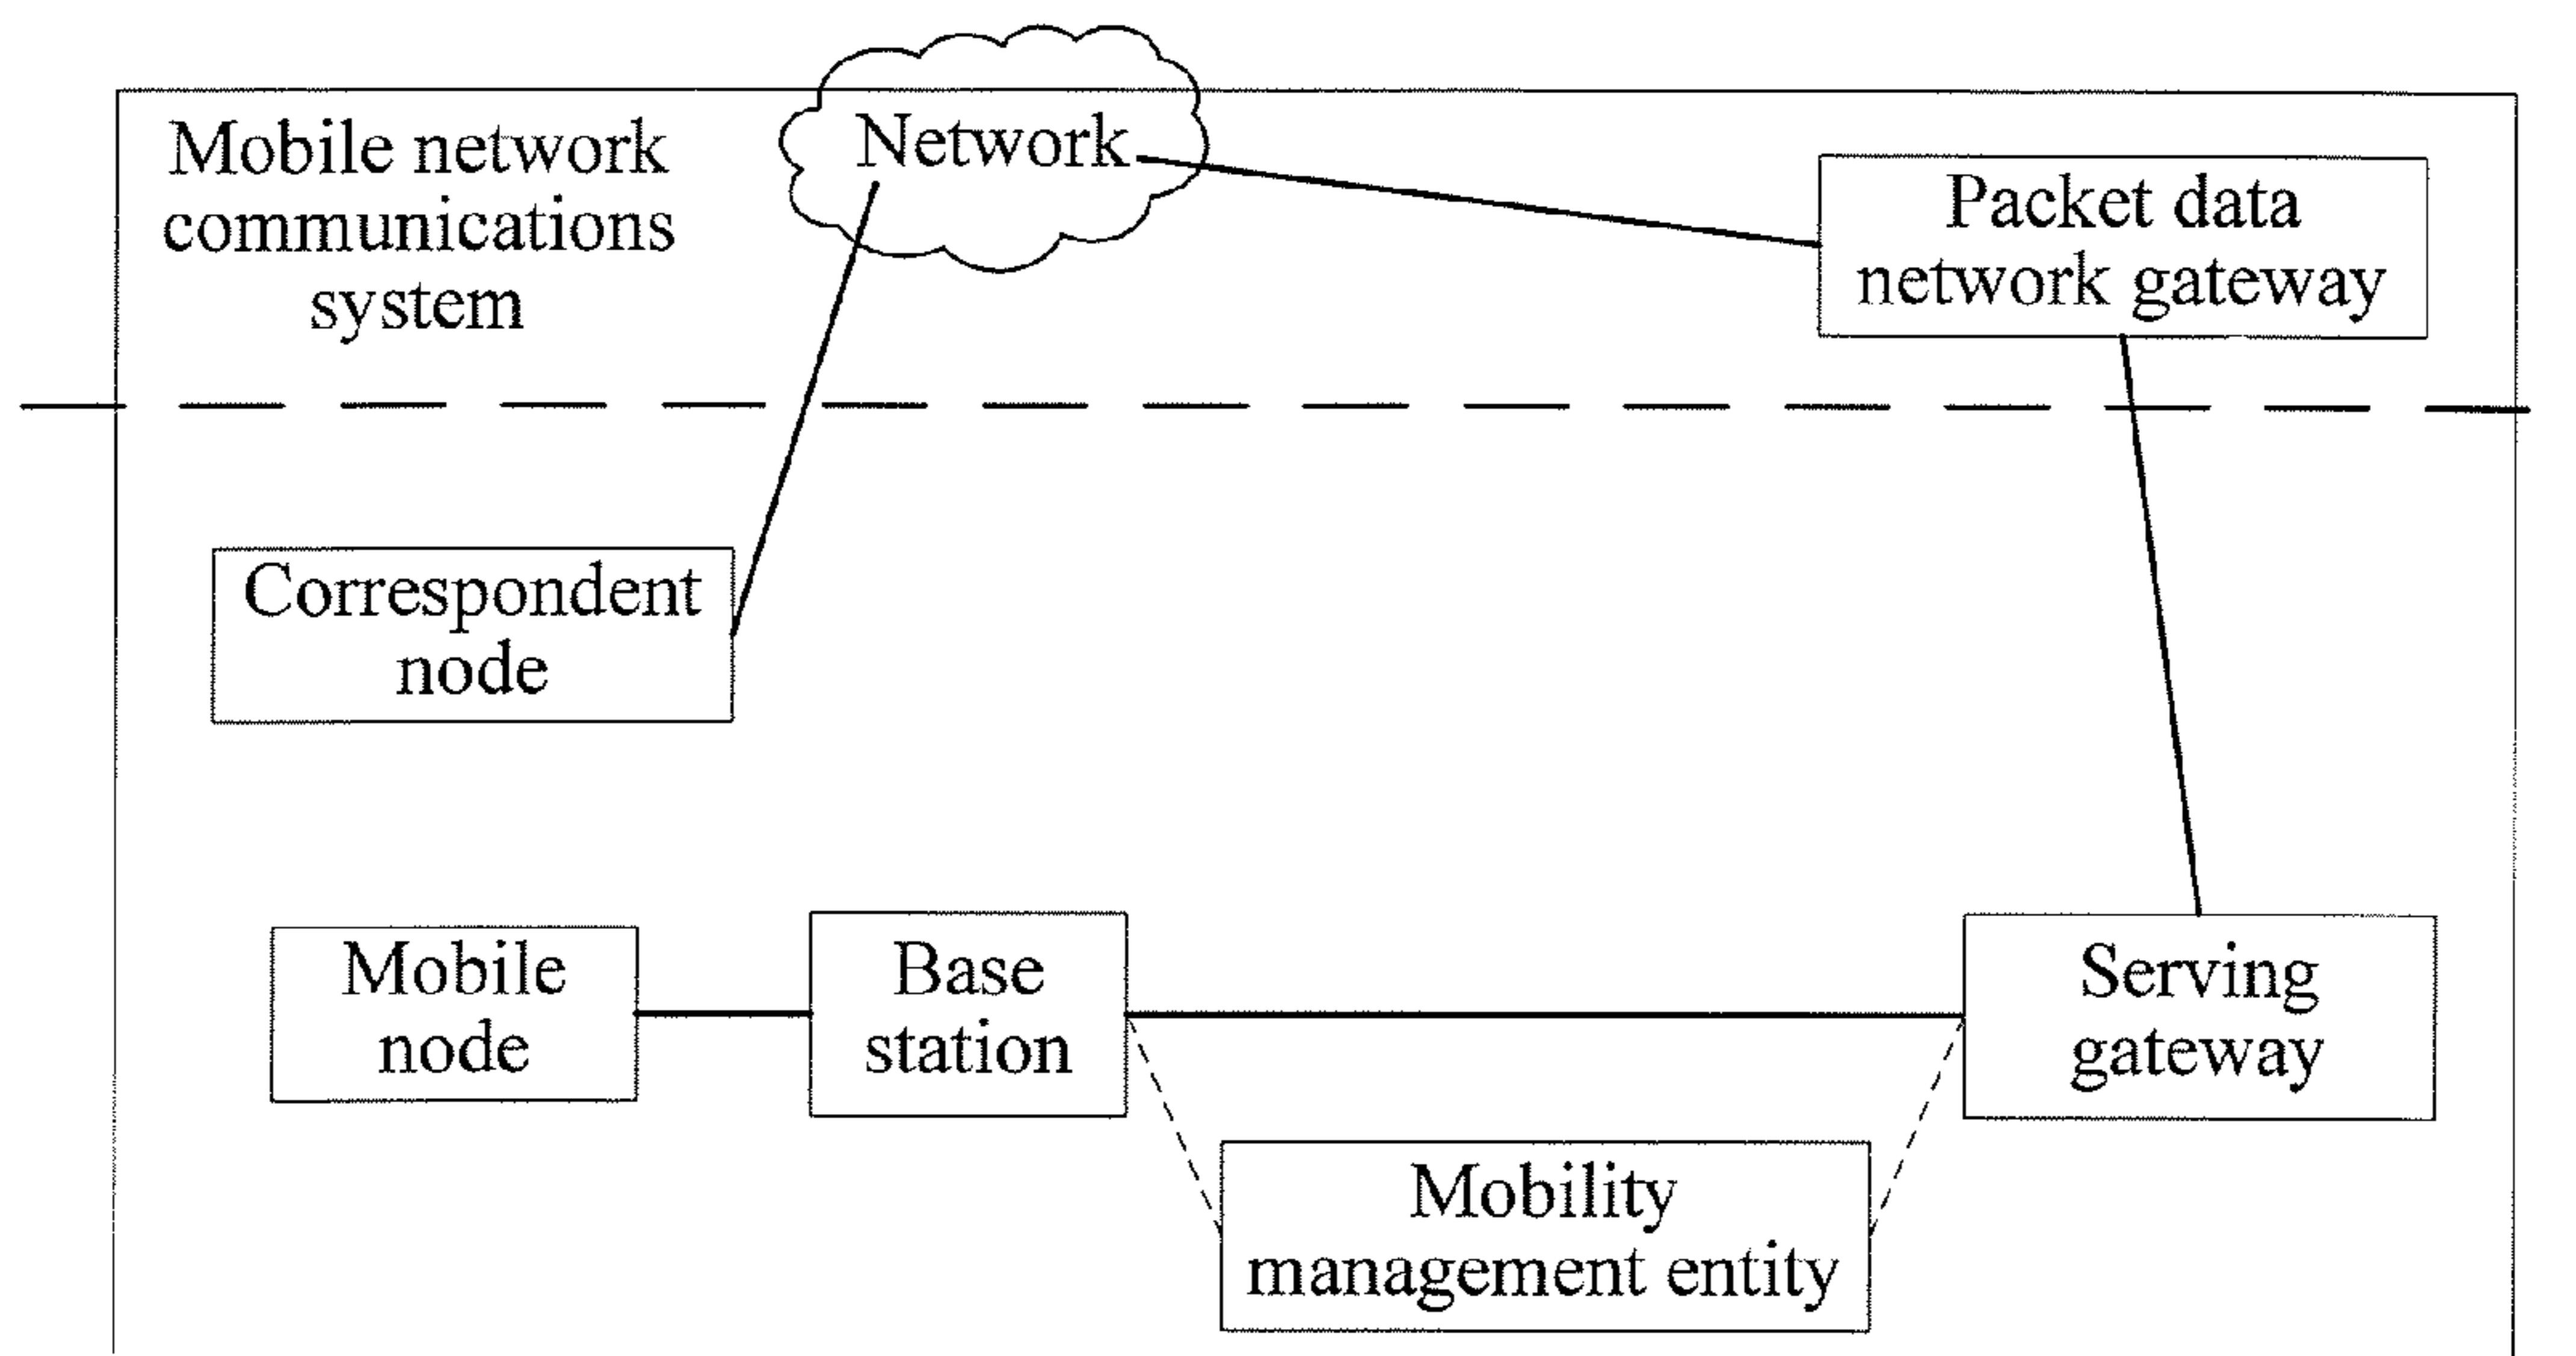 Mobile network
communications
system
Network
Packet data
network gateway
Correspondent
node
Mobile
node
Base
station
Serving
gateway
Mobility
management entity